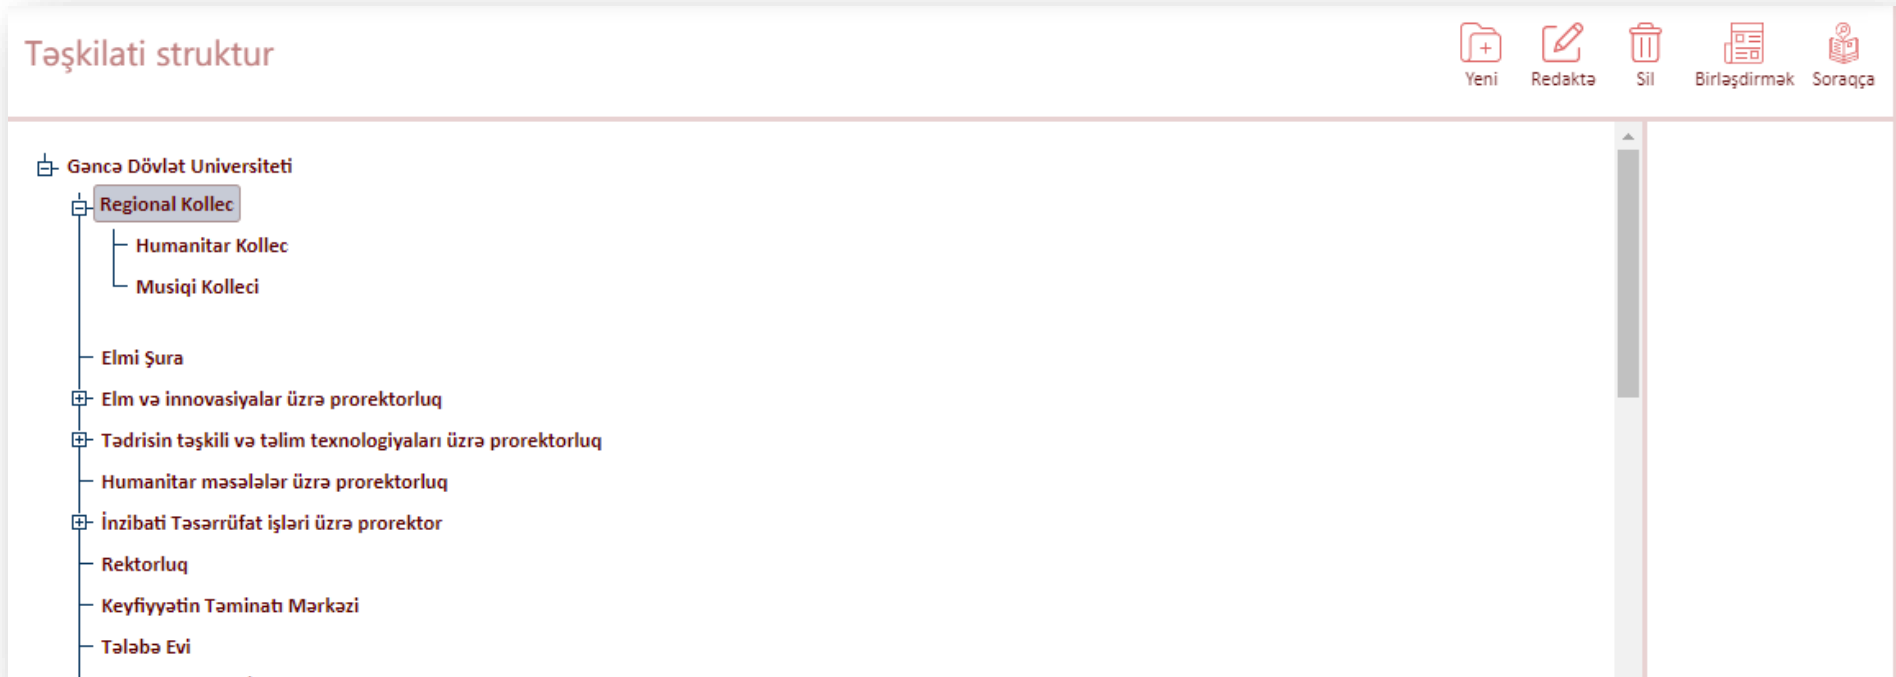 Təşkilati struktur
Yeni Redaktə Sil Birləşdirmək Soraqça
Gəncə Dövlət Universiteti
Regional Kollec
Humanitar Kollec
Musiqi Kolleci
Elmi Şura
Elm və innovasiyalar üzrə prorektorluq
Tədrisin təşkili və təlim texnologiyaları üzrə prorektorluq
Humanitar məsələlər üzrə prorektorluq
İnzibati Təsərrüfat işləri üzrə prorektor
Rektorluq
Keyfiyyətin Təminatı Mərkəzi
Tələbə Evi